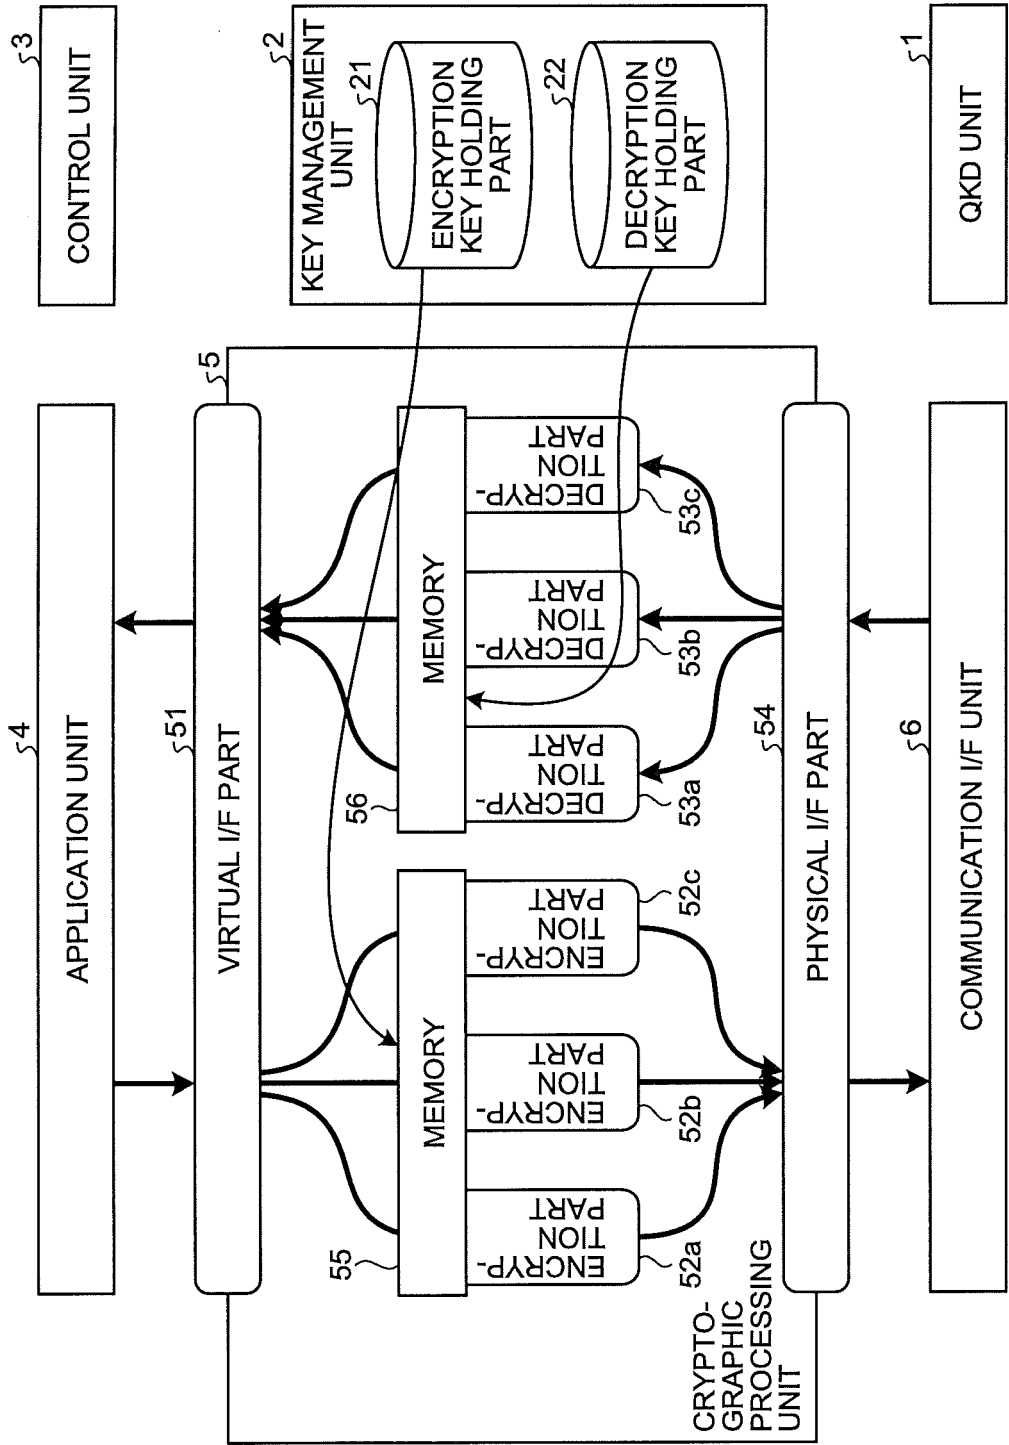 4
APPLICATION UNIT
3
CONTROL UNIT
51
VIRTUAL I/F PART
5
2
KEY MANAGEMENT
UNIT
21
ENCRYPTION
KEY HOLDING
PART
22
DECRYPTION
KEY HOLDING
PART
55
MEMORY
56
MEMORY
ENCRYP-
TION
PART
52a
ENCRYP-
TION
PART
52b
ENCRYP-
TION
PART
52c
DECRYP-
TION
PART
53a
DECRYP-
TION
PART
53b
DECRYP-
TION
PART
53c
CRYPTO-
GRAPHIC
PROCESSING
UNIT
54
PHYSICAL I/F PART
6
COMMUNICATION I/F UNIT
1
QKD UNIT